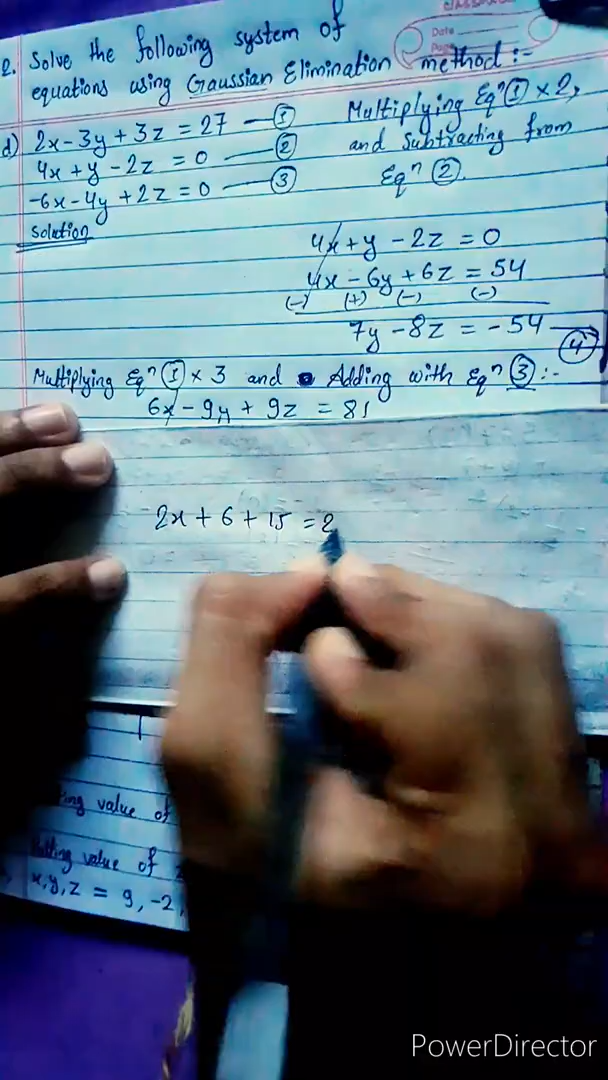 CLASSMATE
Date
Page
2. Solve the following system of
equations using Gaussian Elimination method :-
d) 2x - 3y + 3z = 27 — ①
4x + y - 2z = 0 — ②
-6x - 4y + 2z = 0 — ③
Solution
Multiplying Eqⁿ ① × 2,
and Subtracting from
Eqⁿ ②.
4x + y - 2z = 0
4x - 6y + 6z = 54
(-) (+) (-) (-)
7y - 8z = -54 — ④
Multiplying Eqⁿ ① × 3 and Adding with Eqⁿ ③ :-
6x - 9y + 9z = 81
2x + 6 + 15 = 2
value of
Putting value of
x, y, z = 9, -2,
PowerDirector